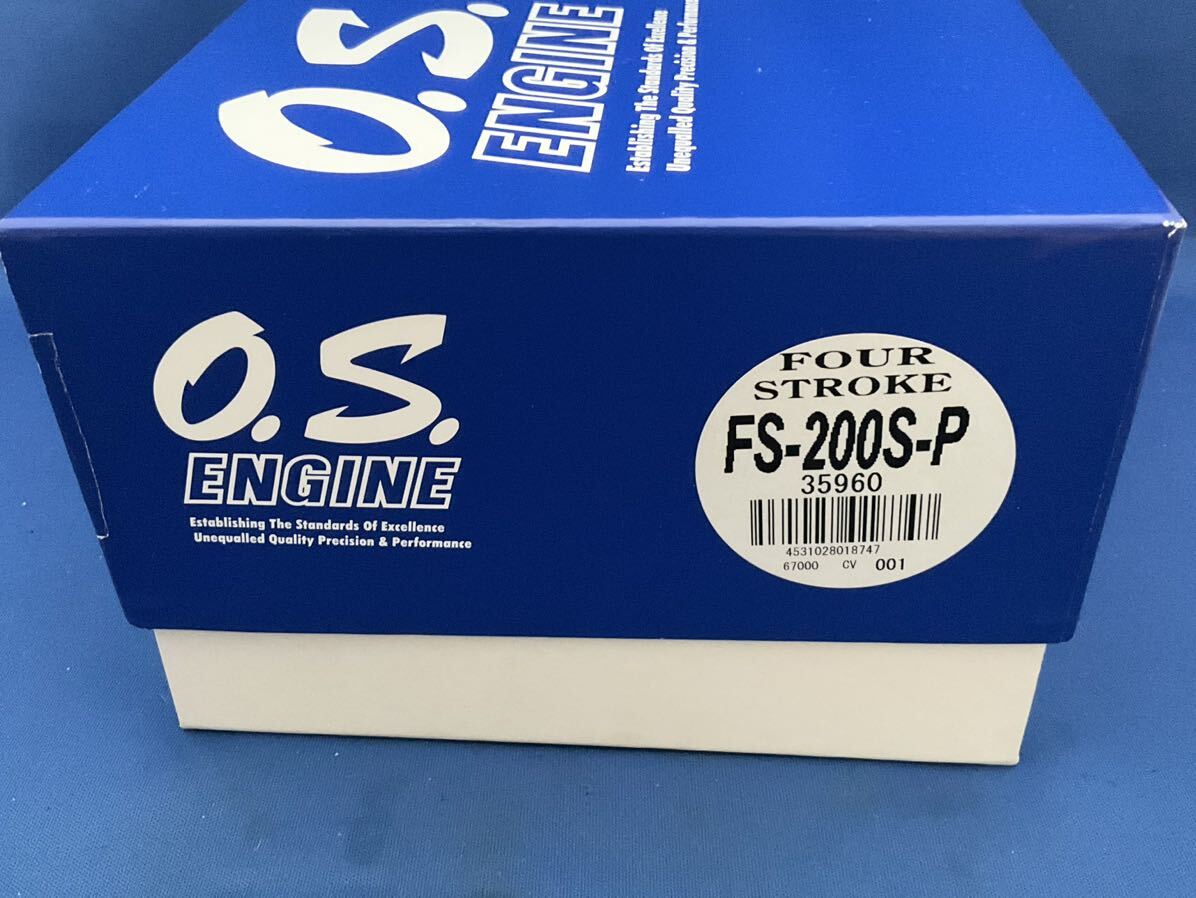 O.S.
ENGINE
Establishing The Standards Of Excellence
Unequalled Quality Precision & Performance
O.S.
ENGINE
Establishing The Standards Of Excellence
Unequalled Quality Precision & Performance
FOUR
STROKE
FS-200S-P
35960
4531028018747
67000 CV 001